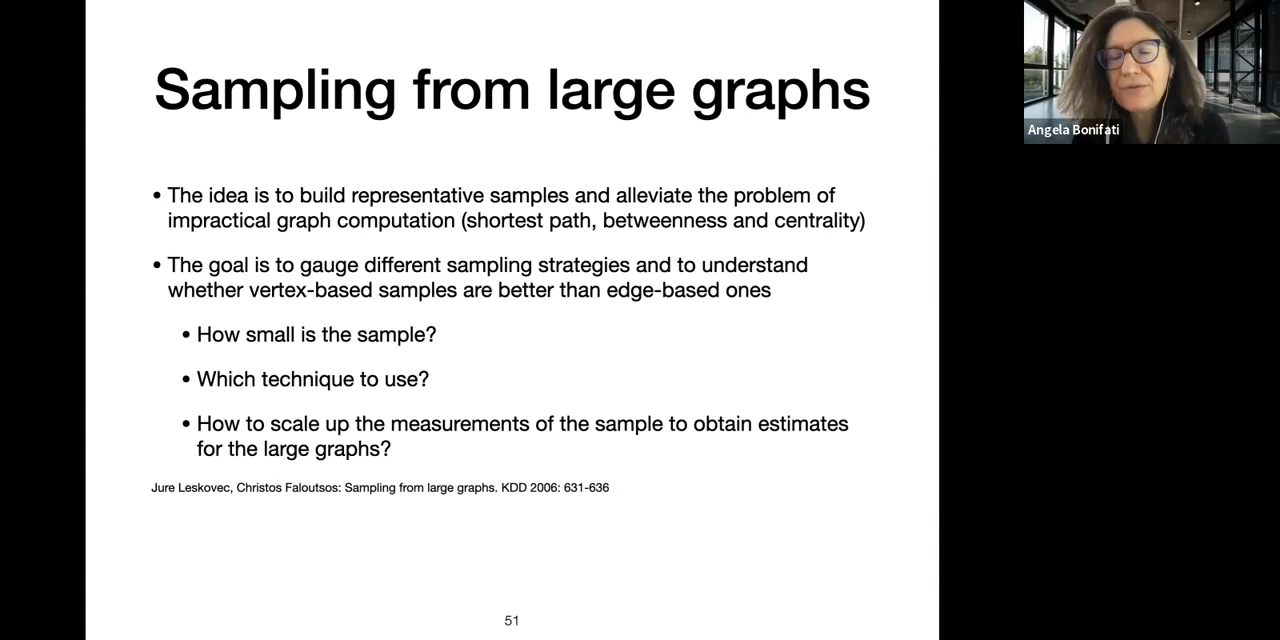 Sampling from large graphs
• The idea is to build representative samples and alleviate the problem of
impractical graph computation (shortest path, betweenness and centrality)
• The goal is to gauge different sampling strategies and to understand
whether vertex-based samples are better than edge-based ones
• How small is the sample?
• Which technique to use?
• How to scale up the measurements of the sample to obtain estimates
for the large graphs?
Jure Leskovec, Christos Faloutsos: Sampling from large graphs. KDD 2006: 631-636
51
Angela Bonifati